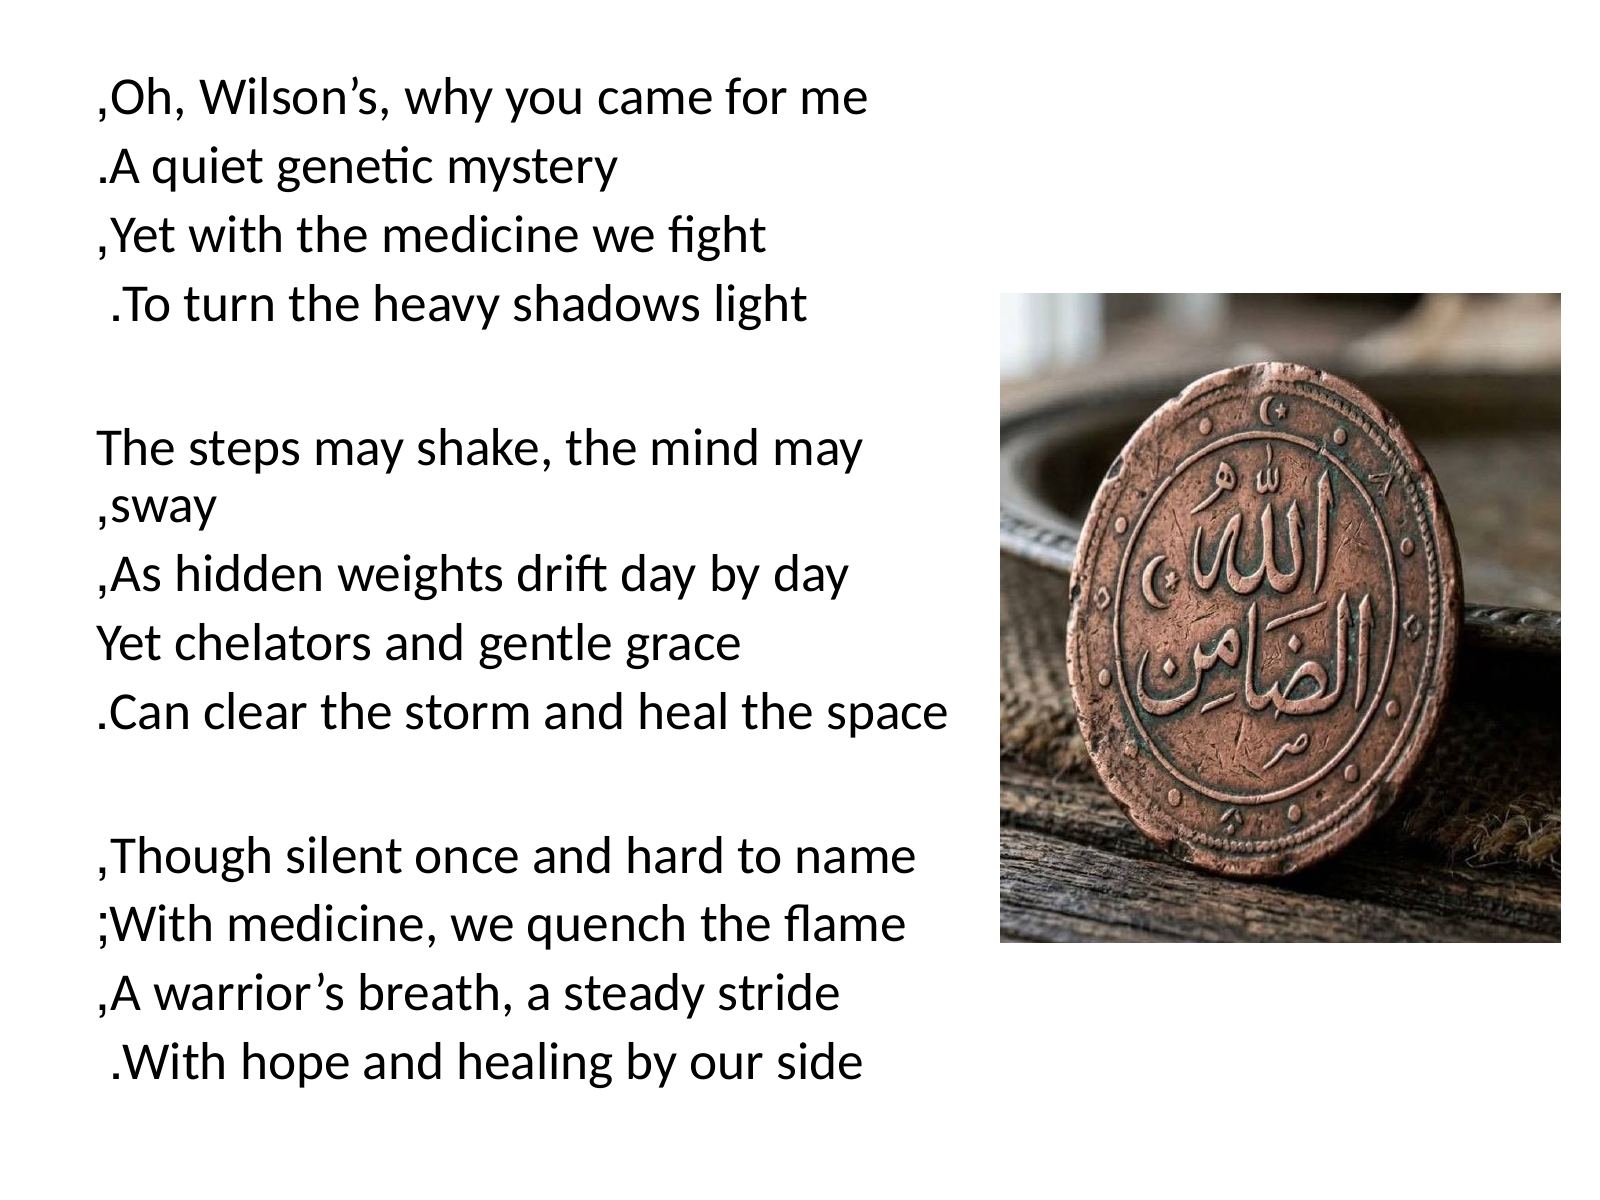 Oh, Wilson’s, why you came for me,
A quiet genetic mystery.
Yet with the medicine we fight,
To turn the heavy shadows light.
The steps may shake, the mind may
sway,
As hidden weights drift day by day,
Yet chelators and gentle grace
Can clear the storm and heal the space.
Though silent once and hard to name,
With medicine, we quench the flame;
A warrior’s breath, a steady stride,
With hope and healing by our side.
اللهُ
الضَامِن